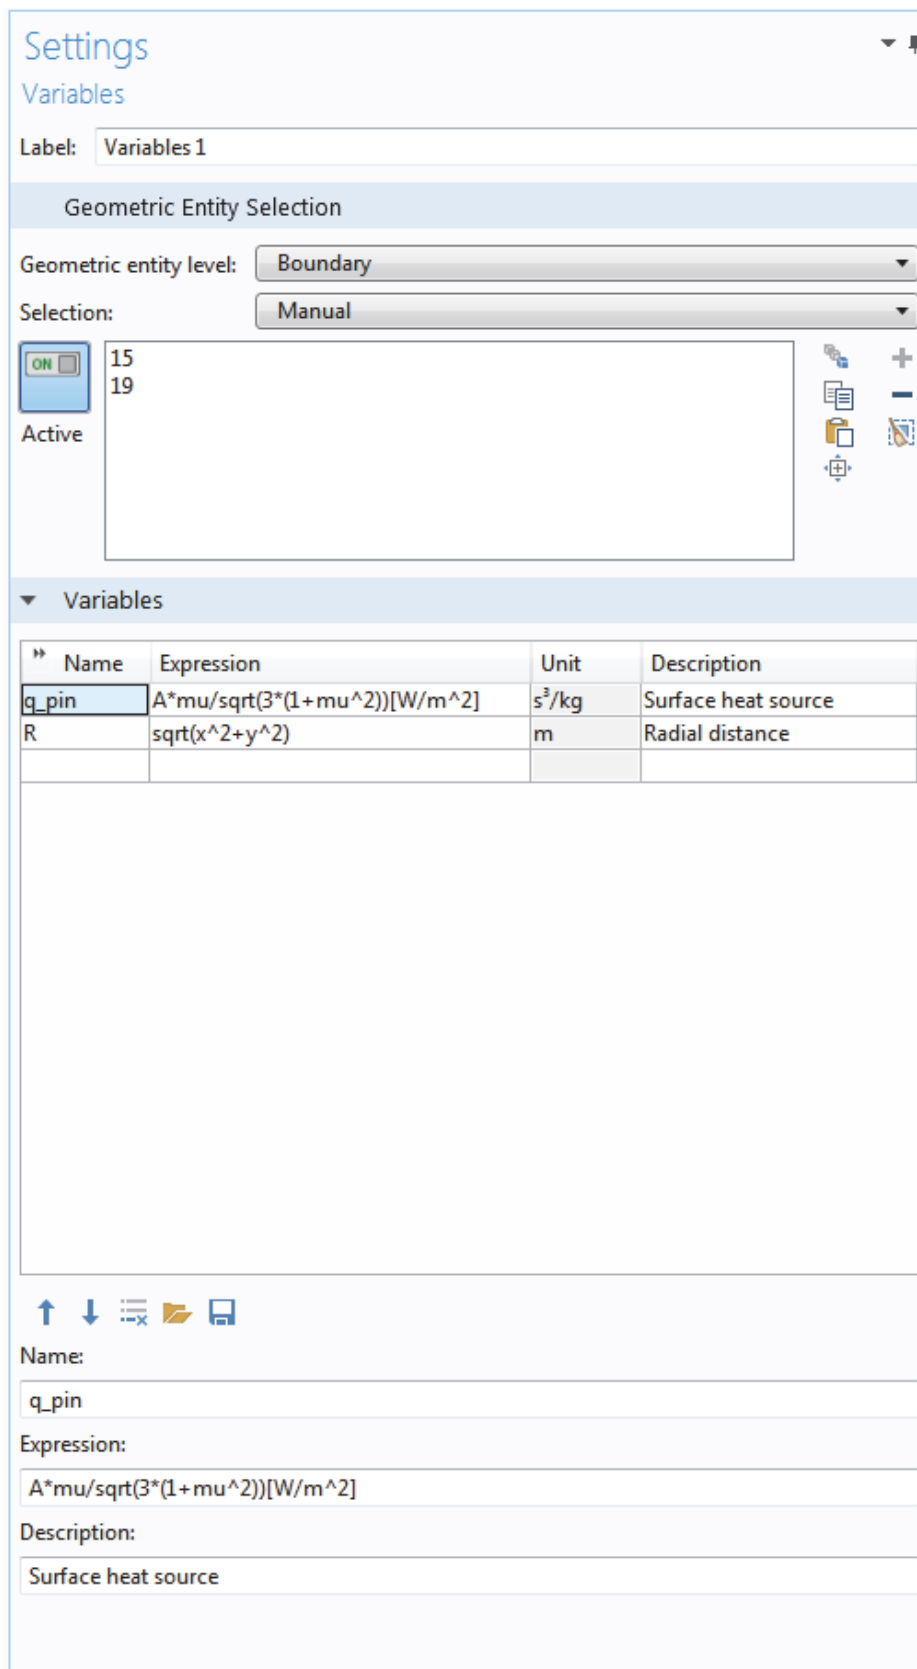 Settings
Variables
Label: Variables 1
Geometric Entity Selection
Geometric entity level: Boundary
Selection: Manual
ON
15
19
Active
Variables
Name Expression Unit Description
q_pin A*mu/sqrt(3*(1+mu^2))[W/m^2] s³/kg Surface heat source
R sqrt(x^2+y^2) m Radial distance
Name:
q_pin
Expression:
A*mu/sqrt(3*(1+mu^2))[W/m^2]
Description:
Surface heat source